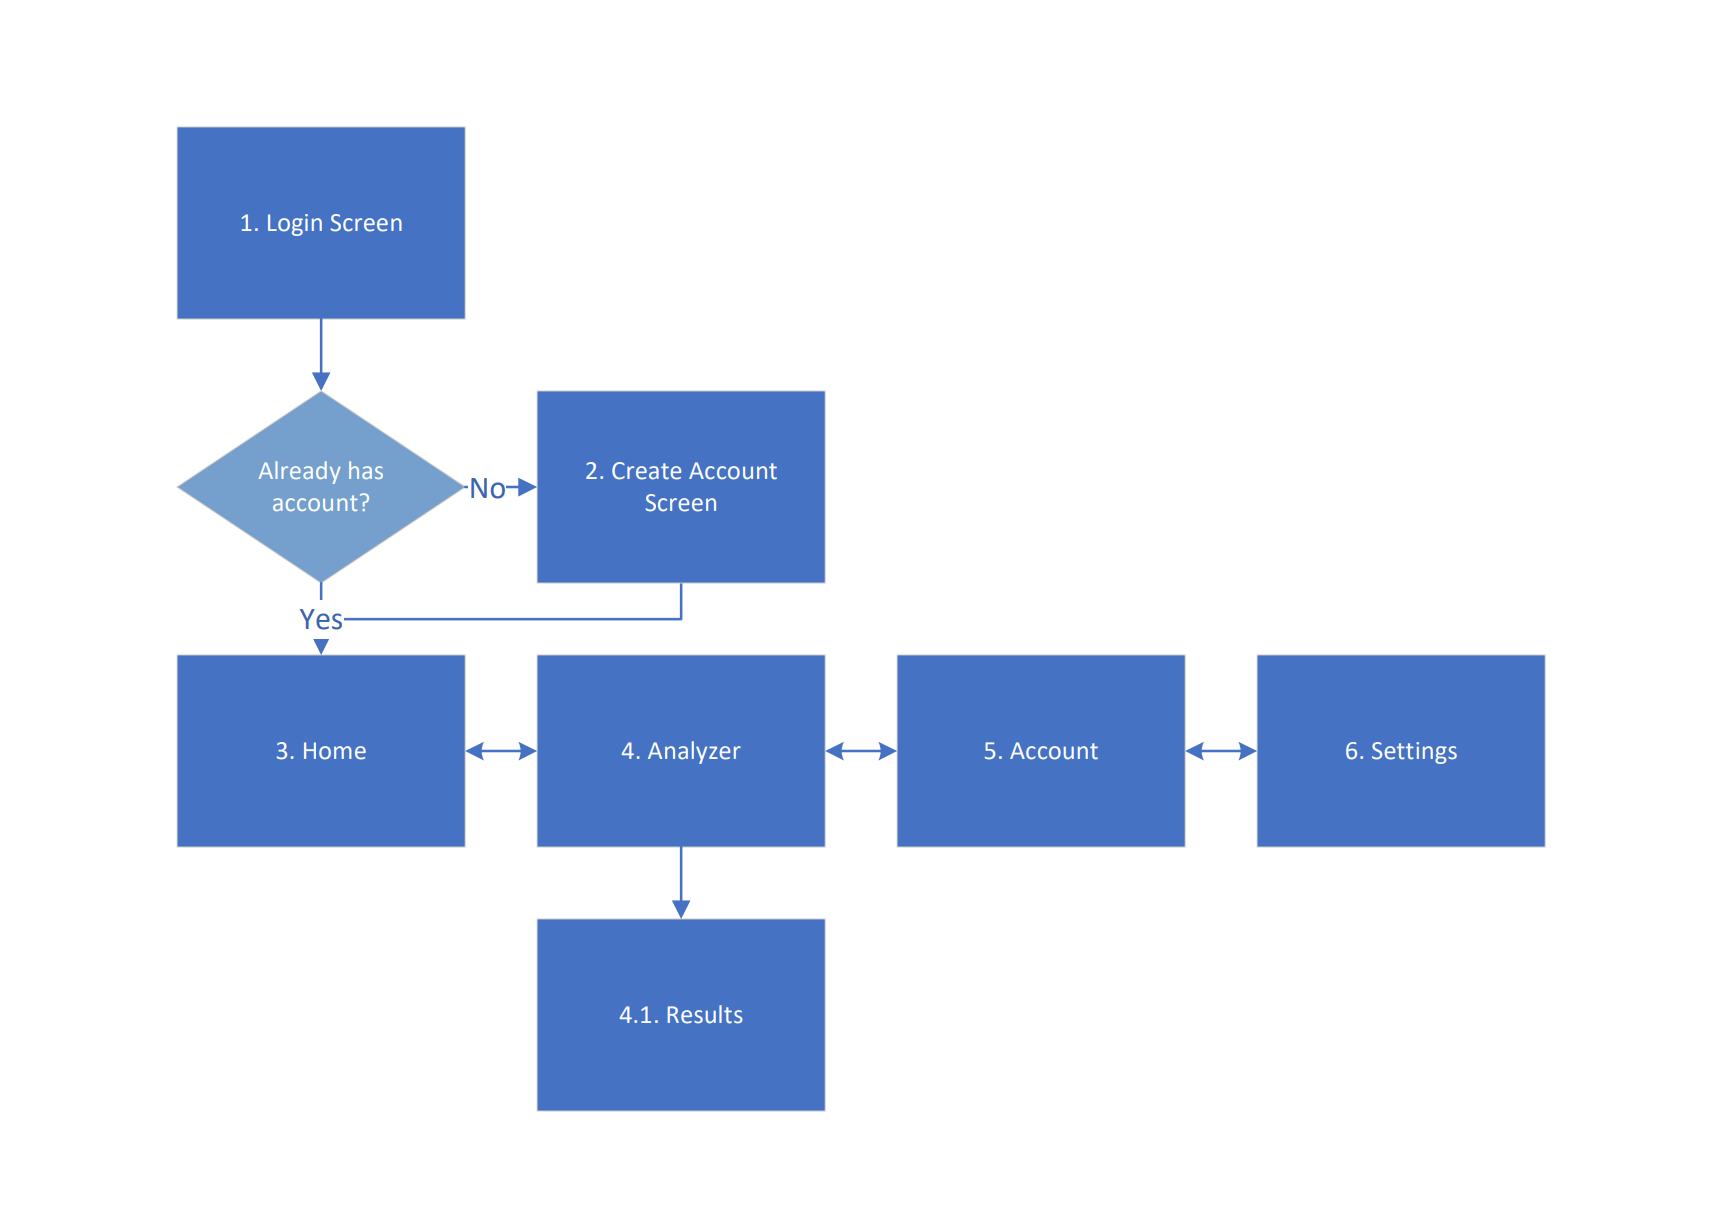 1. Login Screen
Already has
account?
No
2. Create Account
Screen
Yes
3. Home
4. Analyzer
5. Account
6. Settings
4.1. Results